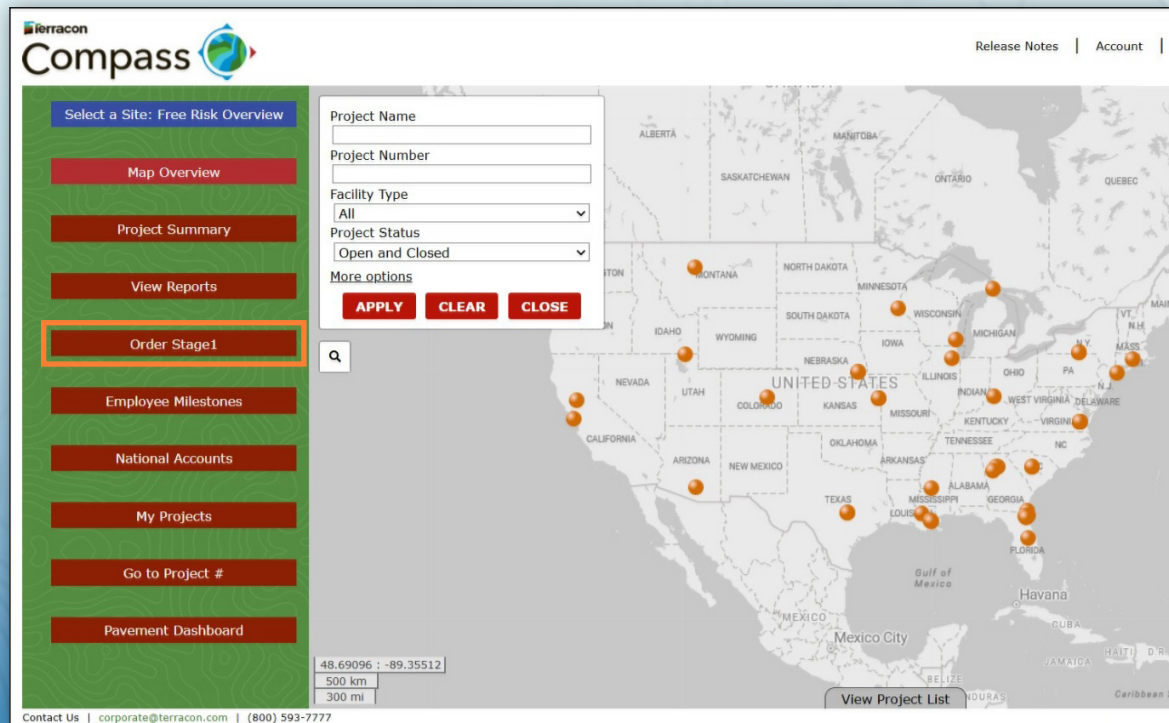 Terracon
Compass
Release Notes | Account |
Select a Site: Free Risk Overview
Map Overview
Project Summary
View Reports
Order Stage1
Employee Milestones
National Accounts
My Projects
Go to Project #
Pavement Dashboard
Project Name
Project Number
Facility Type
All
Project Status
Open and Closed
More options
APPLY CLEAR CLOSE
ALBERTA
MANITOBA
SASKATCHEWAN
ONTARIO
QUEBEC
MONTANA
NORTH DAKOTA
MINNESOTA
SOUTH DAKOTA
WISCONSIN
MICHIGAN
VT.
N.H.
N.Y.
MASS.
IDAHO
WYOMING
IOWA
NEBRASKA
ILLINOIS
OHIO
PA
N.J.
NEVADA
UTAH
UNITED STATES
COLORADO
KANSAS
MISSOURI
WEST VIRGINIA
DELAWARE
KENTUCKY
CALIFORNIA
OKLAHOMA
TENNESSEE
NC
ARIZONA
NEW MEXICO
ARKANSAS
ALABAMA
MISSISSIPPI
GEORGIA
TEXAS
FLORIDA
Gulf of
Mexico
Havana
CUBA
MÉXICO
Mexico City
HAITI
D.R.
JAMAICA
BELIZE
Caribbean
48.69096 : -89.35512
500 km
300 mi
View Project List
Contact Us | corporate@terracon.com | (800) 593-7777